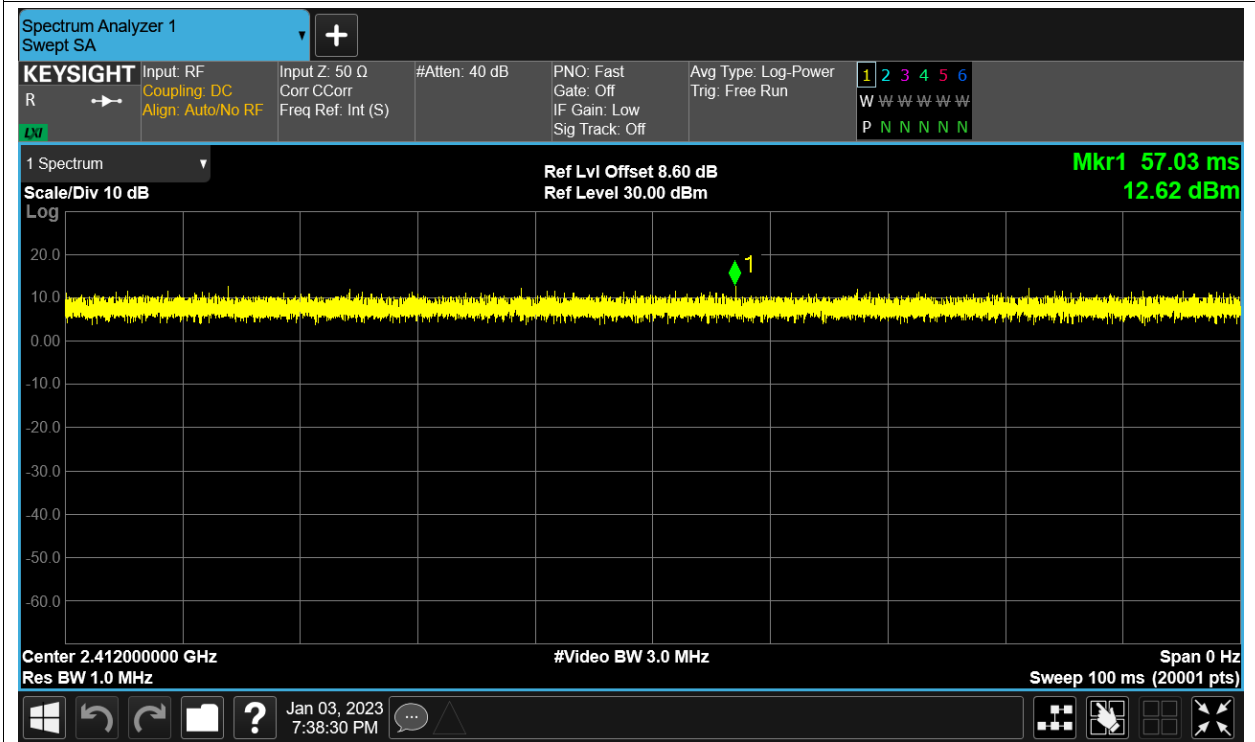 Spectrum Analyzer 1
Swept SA
+
KEYSIGHT
R
LXI
Input: RF
Coupling: DC
Align: Auto/No RF
Input Z: 50 Ω
Corr CCorr
Freq Ref: Int (S)
#Atten: 40 dB
PNO: Fast
Gate: Off
IF Gain: Low
Sig Track: Off
Avg Type: Log-Power
Trig: Free Run
1 2 3 4 5 6
W W W W W W
P N N N N N
1 Spectrum
Scale/Div 10 dB
Ref Lvl Offset 8.60 dB
Ref Level 30.00 dBm
Mkr1 57.03 ms
12.62 dBm
Log
20.0
10.0
0.00
-10.0
-20.0
-30.0
-40.0
-50.0
-60.0
1
Center 2.412000000 GHz
Res BW 1.0 MHz
#Video BW 3.0 MHz
Span 0 Hz
Sweep 100 ms (20001 pts)
?
Jan 03, 2023
7:38:30 PM